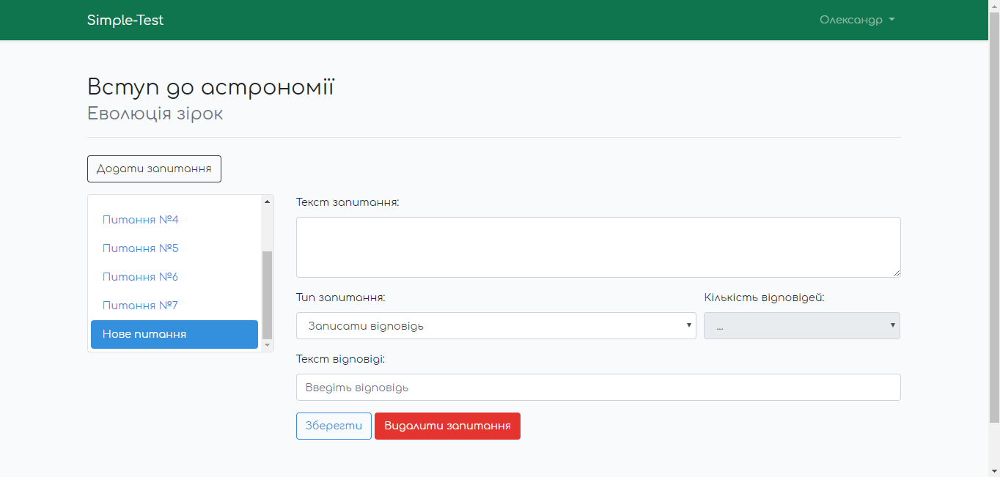 Simple-Test
Олександр
Вступ до астрономії
Еволюція зірок
Додати запитання
Питання №4
Питання №5
Питання №6
Питання №7
Нове питання
Текст запитання:
Тип запитання:
Кількість відповідей:
Записати відповідь
...
Текст відповіді:
Введіть відповідь
Зберегти
Видалити запитання